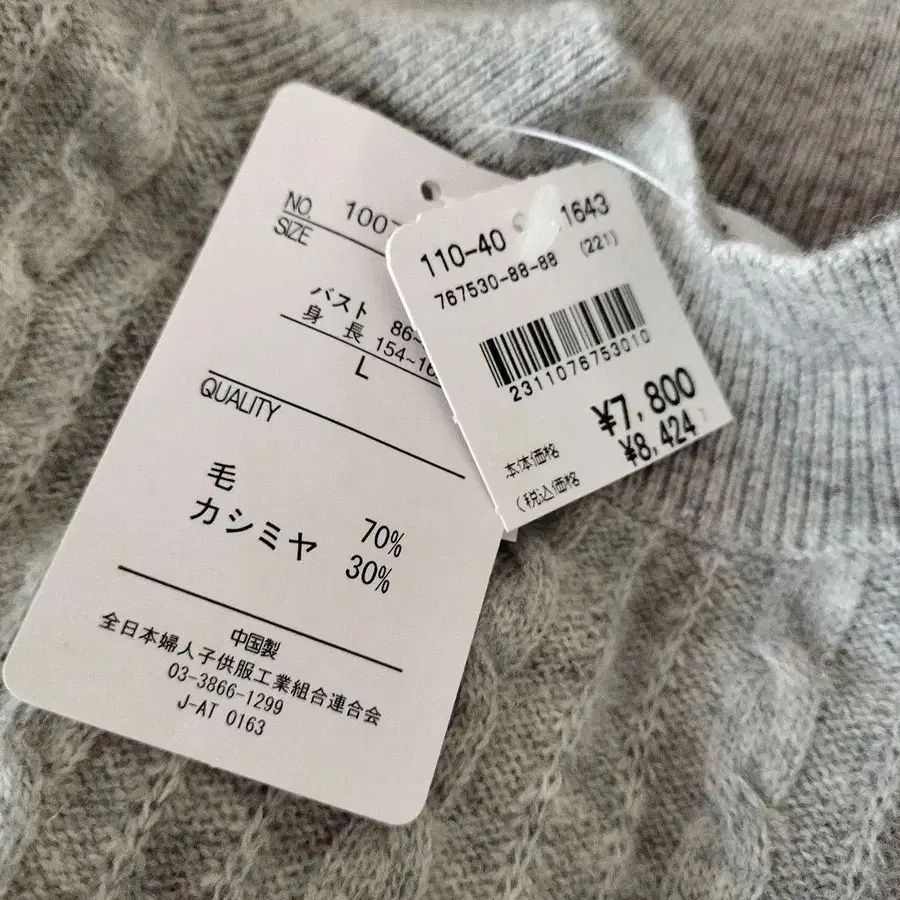 NO. 1007
SIZE
バスト 86~
身 長 154~16
L
QUALITY
毛 70%
カシミヤ 30%
中国製
全日本婦人子供服工業組合連合会
03-3866-1299
J-AT 0163
110-40 1643
767530-88-88 (221)
2311076753010
¥7,800
本体価格 ¥8,424
(税込価格